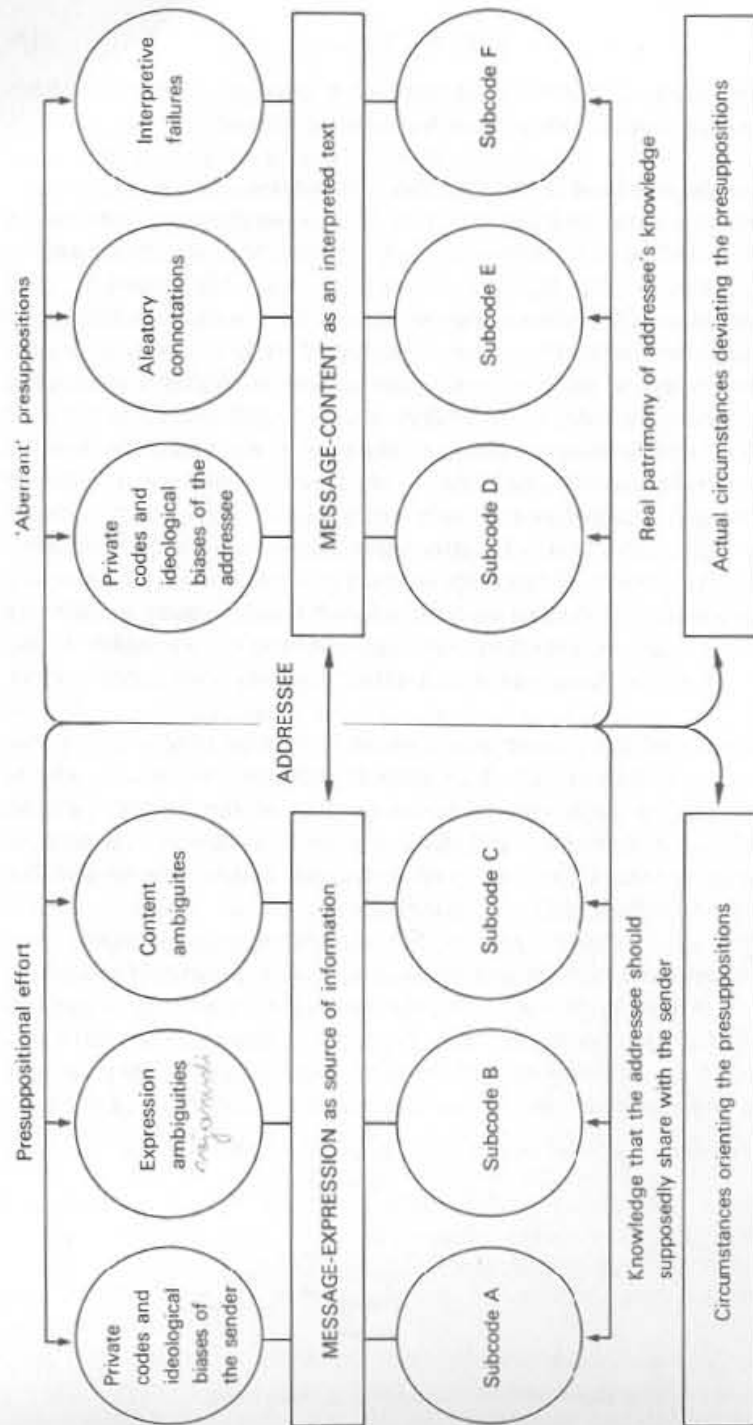 Presuppositional effort
'Aberrant' presuppositions
Private
codes and
ideological
biases of
the sender
Expression
ambiguities
Content
ambiguites
Private
codes and
ideological
biases of the
addressee
Aleatory
connotations
Interpretive
failures
ADDRESSEE
MESSAGE-EXPRESSION as source of information
MESSAGE-CONTENT as an interpreted text
Subcode A
Subcode B
Subcode C
Subcode D
Subcode E
Subcode F
Knowledge that the addressee should
supposedly share with the sender
Real patrimony of addressee's knowledge
Circumstances orienting the presuppositions
Actual circumstances deviating the presuppositions